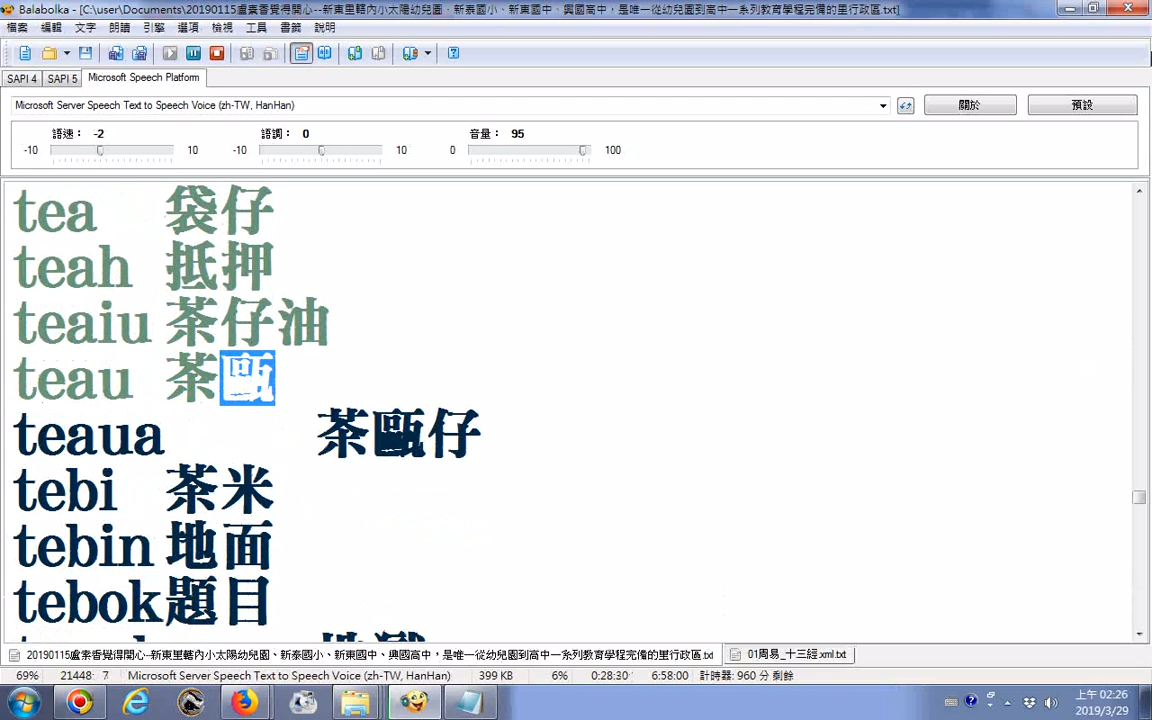 Balabolka - [C:\user\Documents\20190115盧素香覺得開心--新東里轄內小太陽幼兒園、新泰國小、新東國中、興國高中，是唯一從幼兒園到高中一系列教育學程完備的里行政區.txt]
檔案 編輯 文字 朗讀 引擎 選項 檢視 工具 書籤 說明
SAPI 4 SAPI 5 Microsoft Speech Platform
Microsoft Server Speech Text to Speech Voice (zh-TW, HanHan) 關於 預設
語速： -2 語調： 0 音量： 95
-10 10 -10 10 0 100
tea 袋仔
teah 抵押
teaiu 茶仔油
teau 茶甌
teaua 茶甌仔
tebi 茶米
tebin 地面
tebok 題目
20190115盧素香覺得開心--新東里轄內小太陽幼兒園、新泰國小、新東國中、興國高中，是唯一從幼兒園到高中一系列教育學程完備的里行政區.txt 01周易_十三經.txt
69% 21448: 7 Microsoft Server Speech Text to Speech Voice (zh-TW, HanHan) 399 KB 6% 0:28:30 6:58:00 計時器: 960 分 剩餘
上午 02:26
2019/3/29